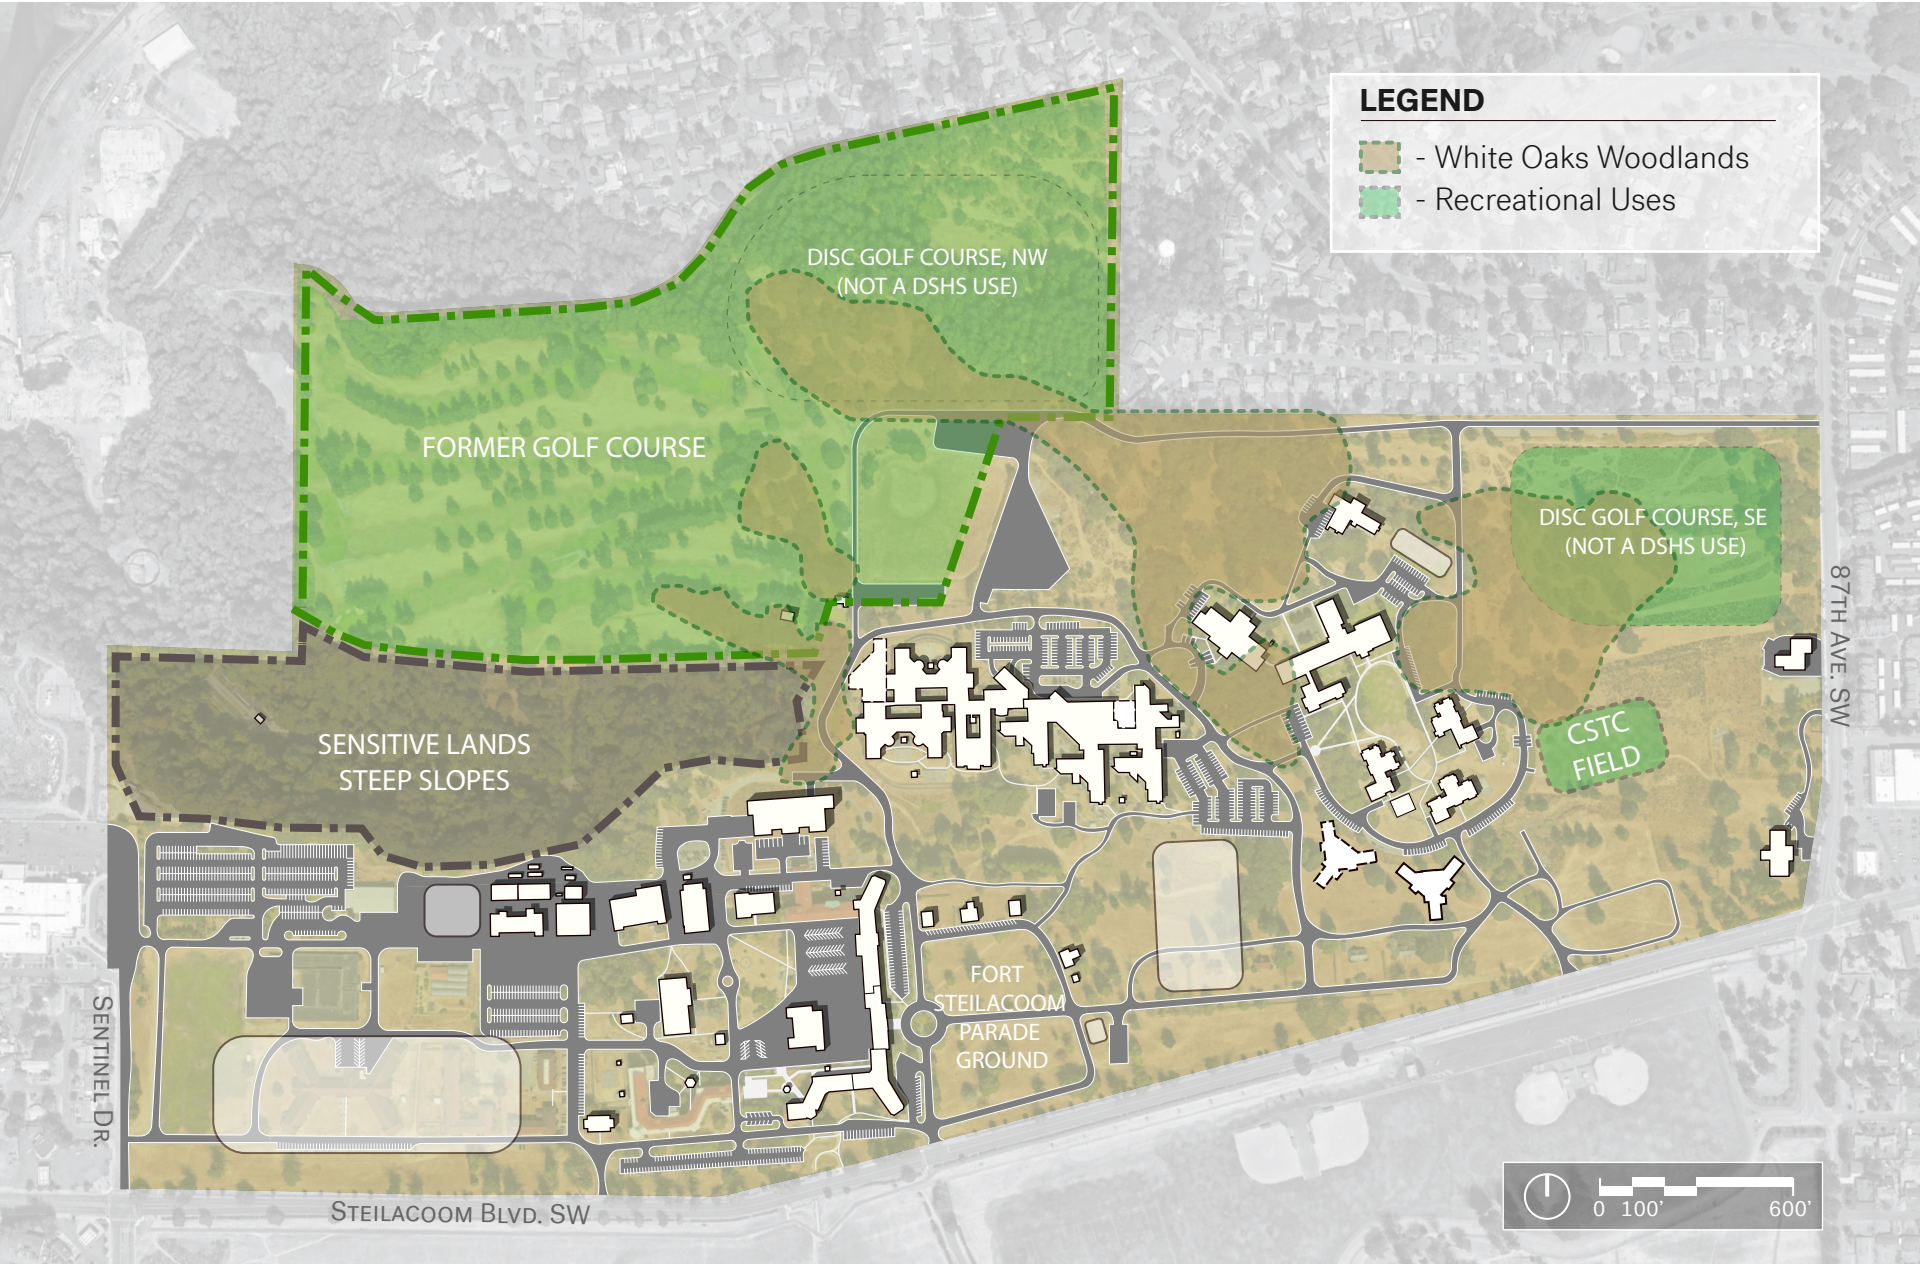 LEGEND
- White Oaks Woodlands
- Recreational Uses
DISC GOLF COURSE, NW
(NOT A DSHS USE)
FORMER GOLF COURSE
DISC GOLF COURSE, SE
(NOT A DSHS USE)
87TH AVE. SW
SENSITIVE LANDS
STEEP SLOPES
CSTC
FIELD
FORT
STEILACOOM
PARADE
GROUND
SENTINEL DR.
STEILACOOM BLVD. SW
0 100' 600'